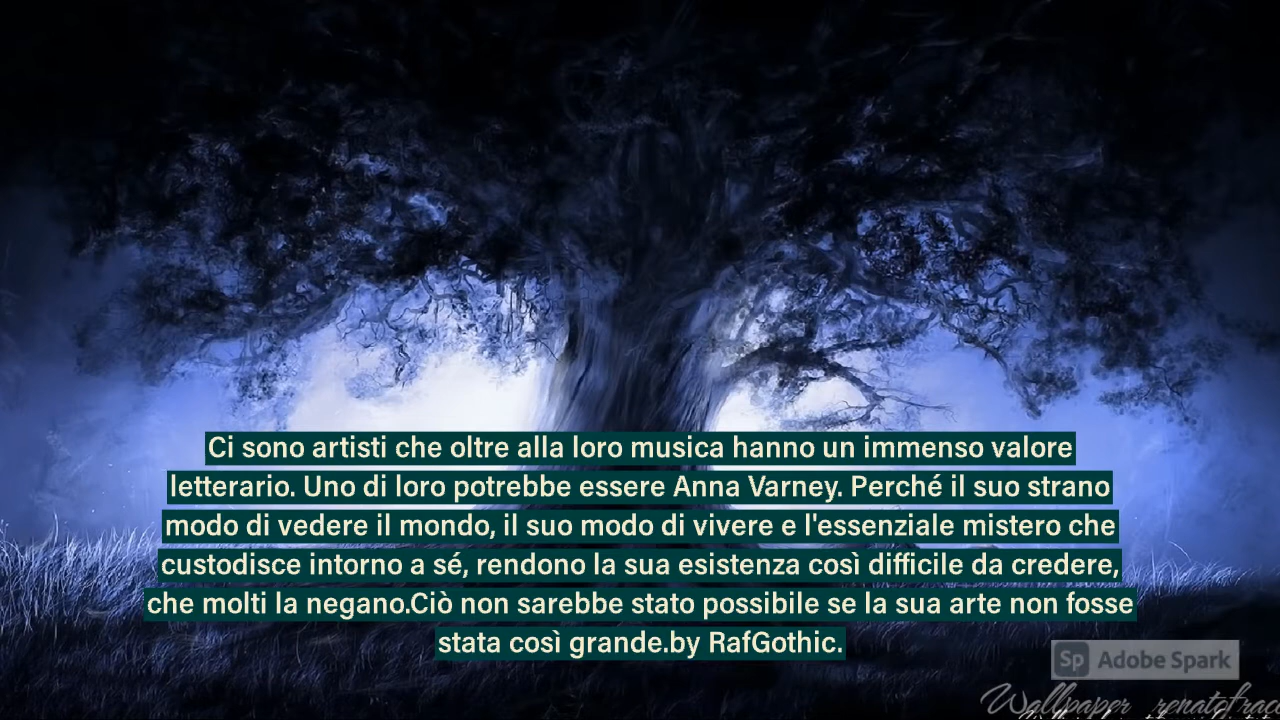 Ci sono artisti che oltre alla loro musica hanno un immenso valore
letterario. Uno di loro potrebbe essere Anna Varney. Perché il suo strano
modo di vedere il mondo, il suo modo di vivere e l'essenziale mistero che
custodisce intorno a sé, rendono la sua esistenza così difficile da credere,
che molti la negano.Ciò non sarebbe stato possibile se la sua arte non fosse
stata così grande.by RafGothic.
Sp Adobe Spark
Wallpaper